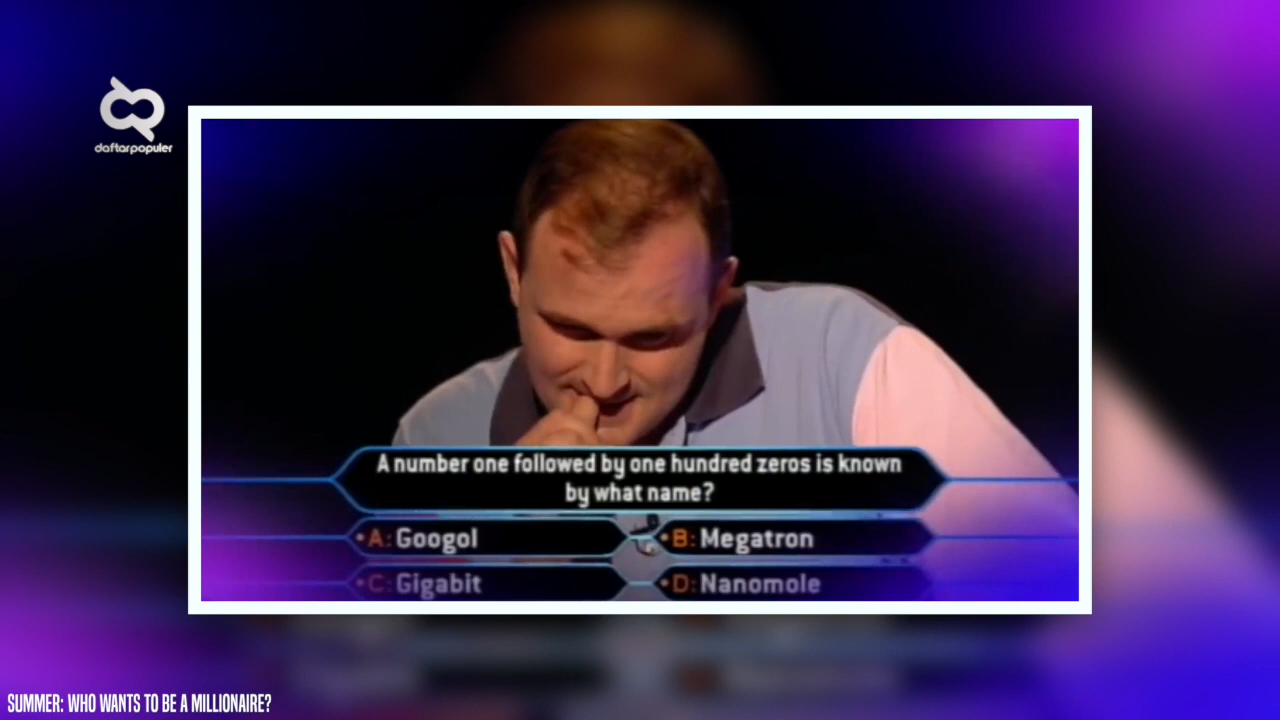 daftarpopuler
A number one followed by one hundred zeros is known
by what name?
A: Googol
B: Megatron
C: Gigabit
D: Nanomole
SUMMER: WHO WANTS TO BE A MILLIONAIRE?